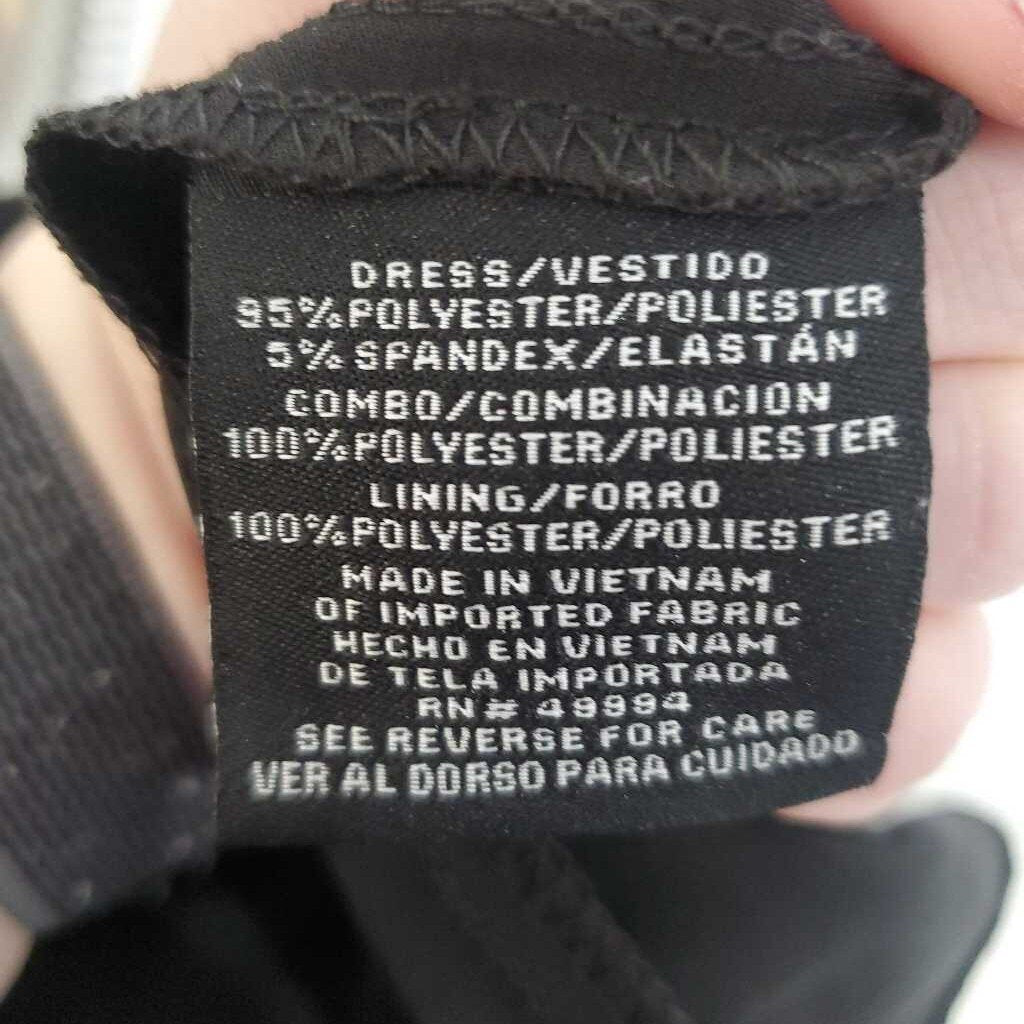 DRESS/VESTIDO
95%POLYESTER/POLIESTER
5%SPANDEX/ELASTÁN
COMBO/COMBINACION
100%POLYESTER/POLIESTER
LINING/FORRO
100%POLYESTER/POLIESTER
MADE IN VIETNAM
OF IMPORTED FABRIC
HECHO EN VIETNAM
DE TELA IMPORTADA
RN# 49994
SEE REVERSE FOR CARE
VER AL DORSO PARA CUIDADO